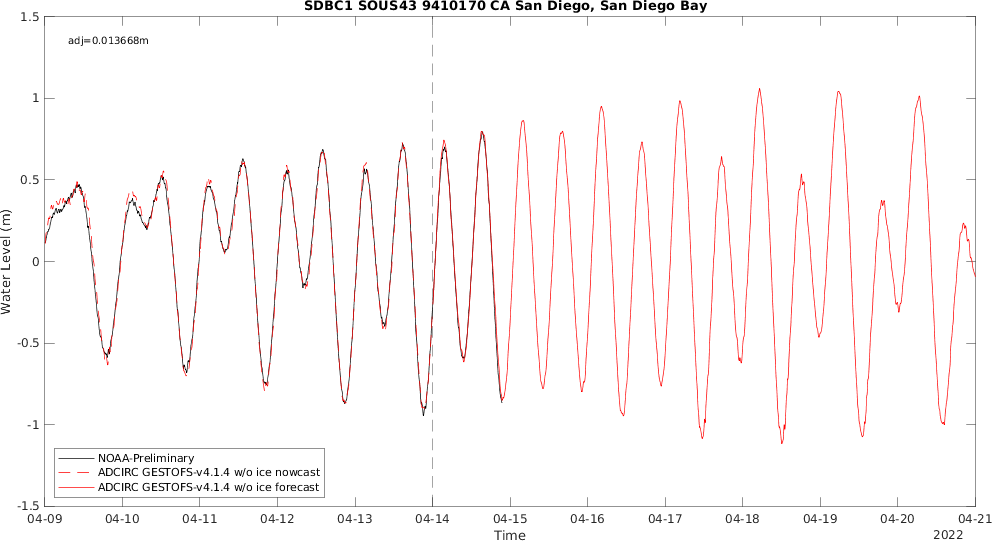 SDBC1 SOUS43 9410170 CA San Diego, San Diego Bay
1.5
adj=0.013668m
1
0.5
0
-0.5
-1
-1.5
Water Level (m)
NOAA-Preliminary
ADCIRC GESTOFS-v4.1.4 w/o ice nowcast
ADCIRC GESTOFS-v4.1.4 w/o ice forecast
04-09 04-10 04-11 04-12 04-13 04-14 04-15 04-16 04-17 04-18 04-19 04-20 04-21
Time
2022